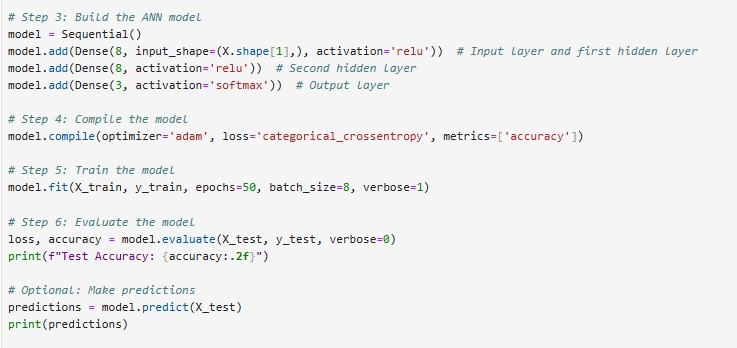 # Step 3: Build the ANN model
model = Sequential()
model.add(Dense(8, input_shape=(X.shape[1],), activation='relu'))  # Input layer and first hidden layer
model.add(Dense(8, activation='relu'))  # Second hidden layer
model.add(Dense(3, activation='softmax'))  # Output layer
# Step 4: Compile the model
model.compile(optimizer='adam', loss='categorical_crossentropy', metrics=['accuracy'])
# Step 5: Train the model
model.fit(X_train, y_train, epochs=50, batch_size=8, verbose=1)
# Step 6: Evaluate the model
loss, accuracy = model.evaluate(X_test, y_test, verbose=0)
print(f"Test Accuracy: {accuracy:.2f}")
# Optional: Make predictions
predictions = model.predict(X_test)
print(predictions)